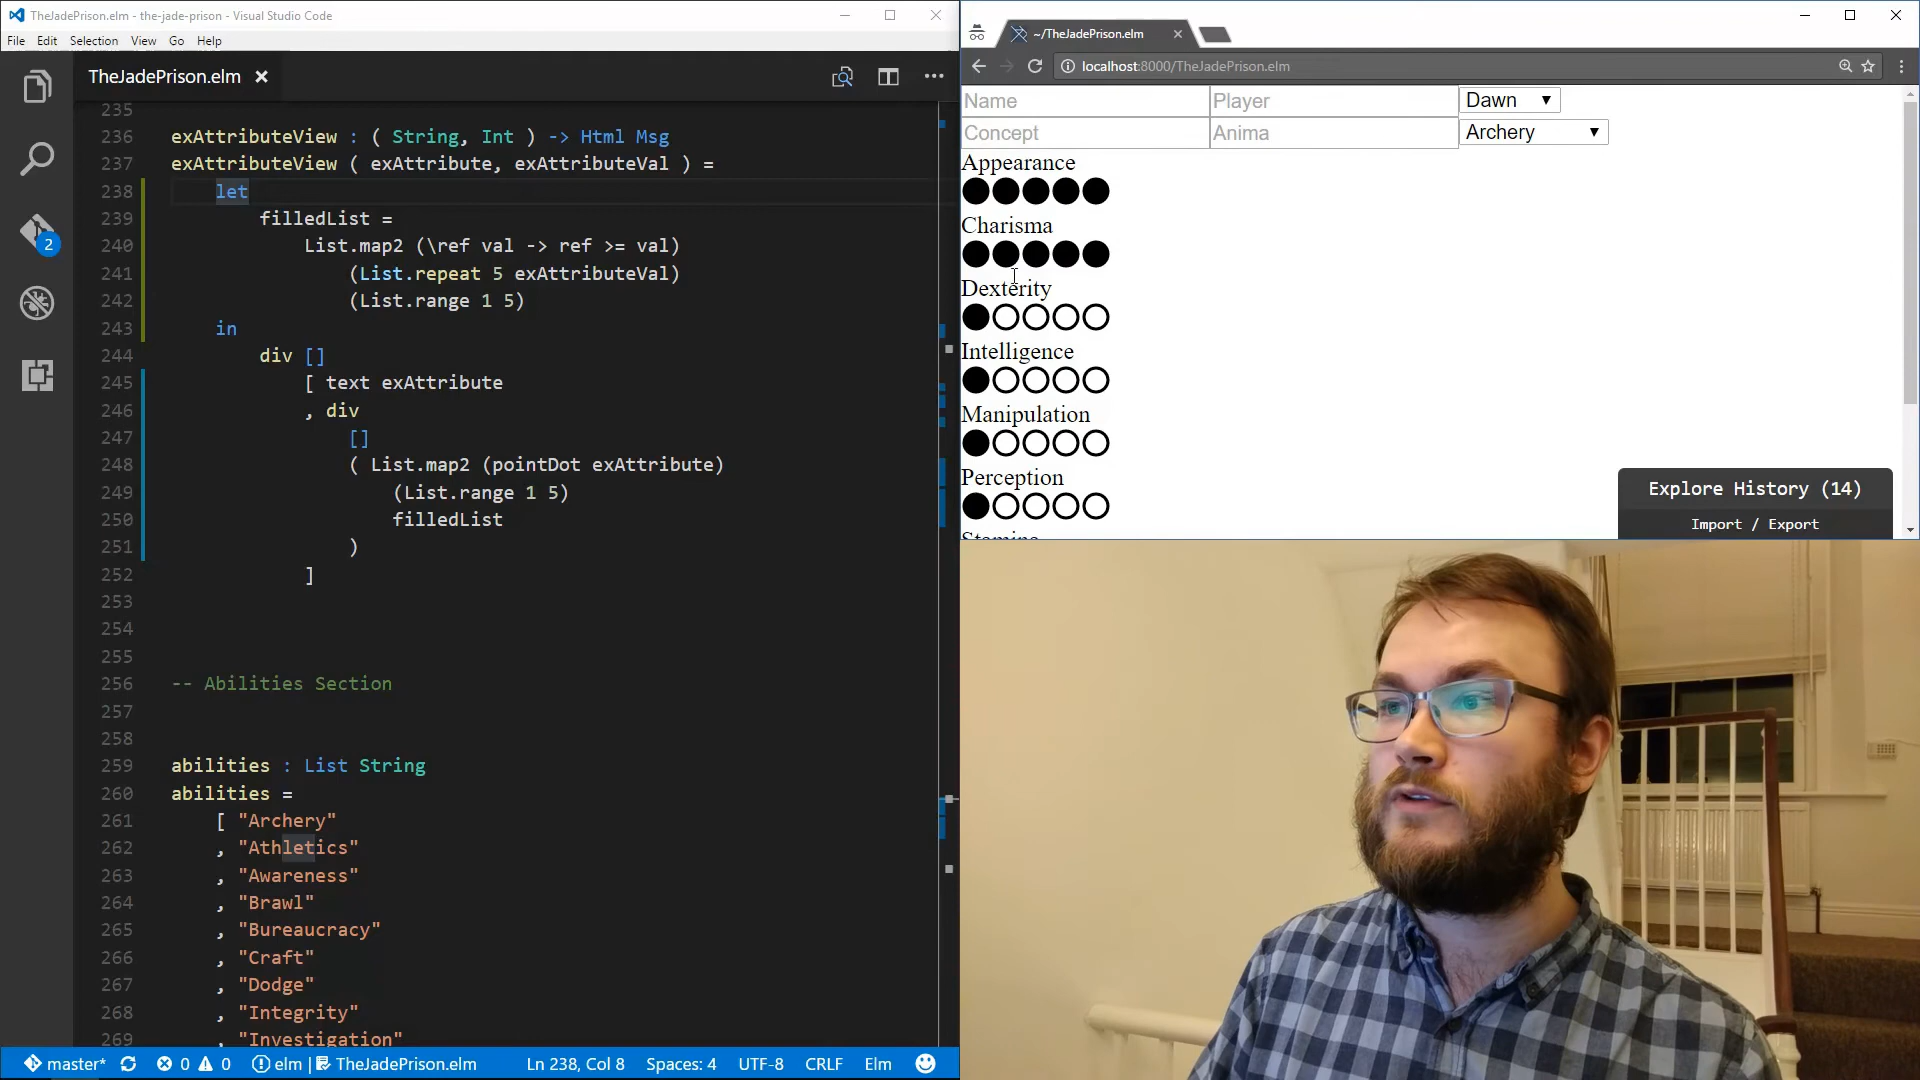 TheJadePrison.elm - the-jade-prison - Visual Studio Code
File Edit Selection View Go Help
TheJadePrison.elm
235
236 exAttributeView : ( String, Int ) -> Html Msg
237 exAttributeView ( exAttribute, exAttributeVal ) =
238 let
239 filledList =
240 List.map2 (\ref val -> ref >= val)
241 (List.repeat 5 exAttributeVal)
242 (List.range 1 5)
243 in
244 div []
245 [ text exAttribute
246 , div
247 []
248 ( List.map2 (pointDot exAttribute)
249 (List.range 1 5)
250 filledList
251 )
252 ]
253
254
255
256 -- Abilities Section
257
258
259 abilities : List String
260 abilities =
261 [ "Archery"
262 , "Athletics"
263 , "Awareness"
264 , "Brawl"
265 , "Bureaucracy"
266 , "Craft"
267 , "Dodge"
268 , "Integrity"
269 , "Investigation"
2
master* 0 0 elm | TheJadePrison.elm Ln 238, Col 8 Spaces: 4 UTF-8 CRLF Elm
~/TheJadePrison.elm
localhost:8000/TheJadePrison.elm
Name Player Dawn
Concept Anima Archery
Appearance
Charisma
Dexterity
Intelligence
Manipulation
Perception
Stamina
Explore History (14)
Import / Export